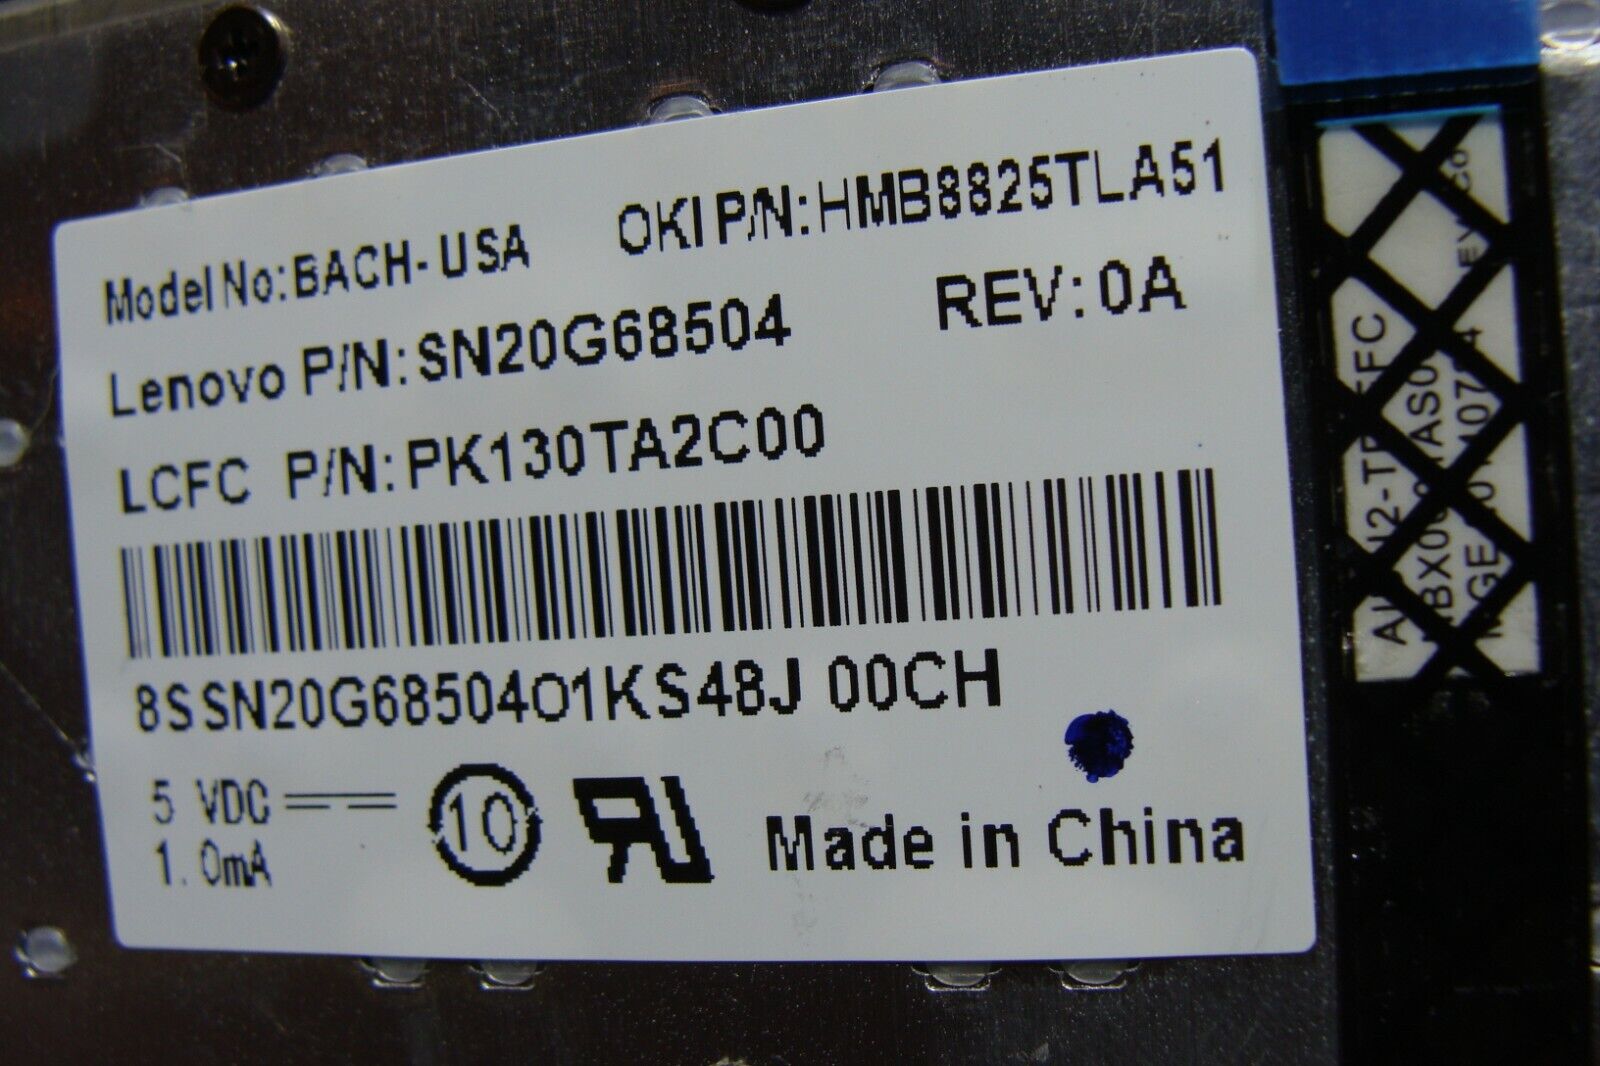 Model No:BACH-USA OKI P/N:HMB8825TLA51
Lenovo P/N:SN20G68504 REV:0A
LCFC P/N:PK130TA2C00
8SSN20G68504O1KS48J 00CH
5 VDC
1.0mA
10
Made in China